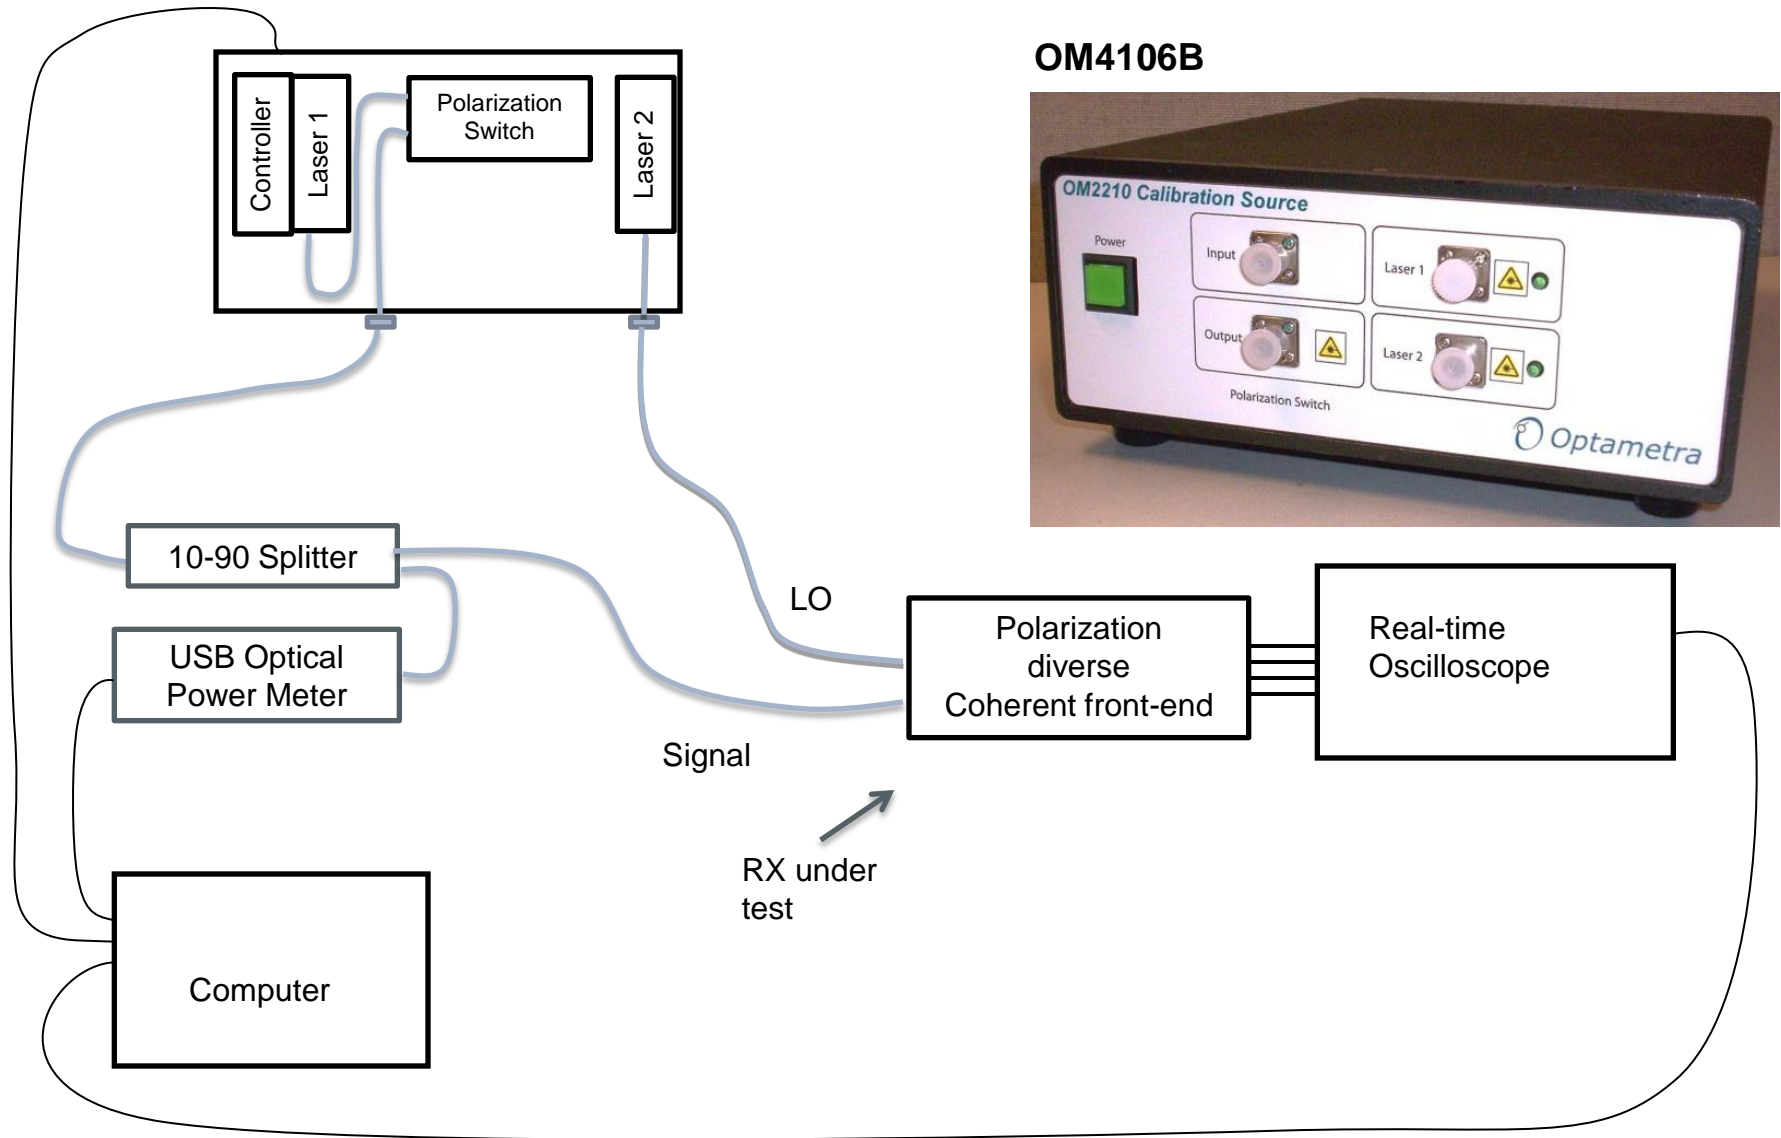 OM4106B
Controller
Laser 1
Polarization
Switch
Laser 2
OM2210 Calibration Source
Power
Input
Laser 1
Output
Laser 2
Polarization Switch
Optametra
10-90 Splitter
USB Optical
Power Meter
LO
Signal
Polarization
diverse
Coherent front-end
Real-time
Oscilloscope
RX under
test
Computer